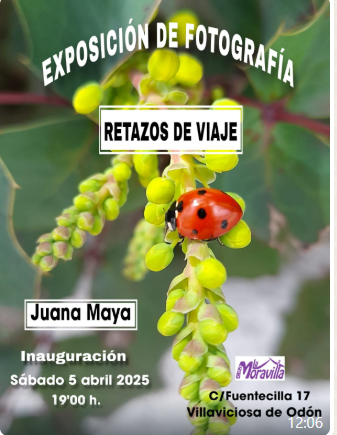 EXPOSICIÓN DE FOTOGRAFÍA
RETAZOS DE VIAJE
Juana Maya
Inauguración
Sábado 5 abril 2025
19'00 h.
la Moravilla
C/Fuentecilla 17
Villaviciosa de Odón
12:06